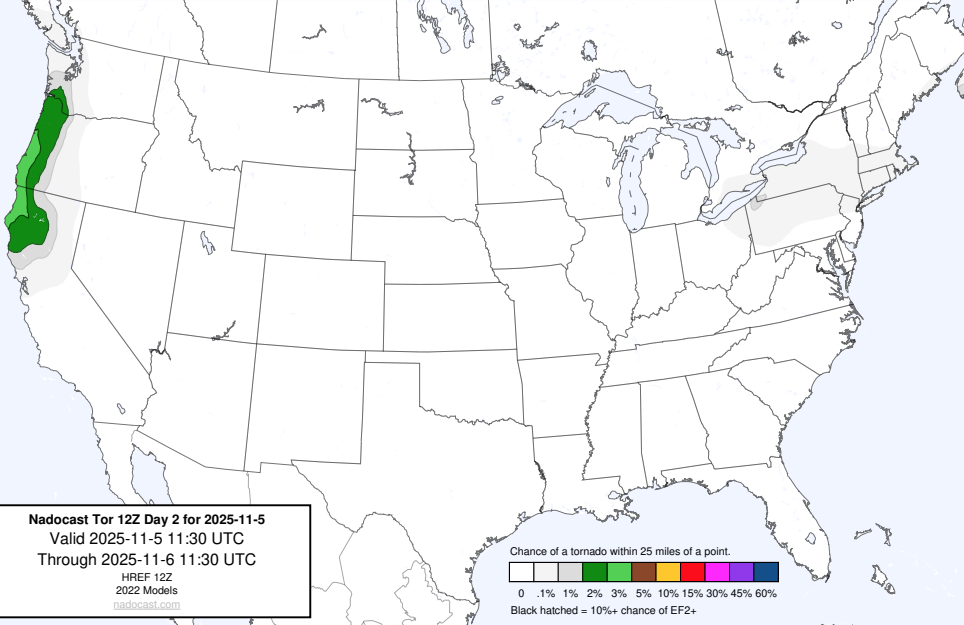 Nadocast Tor 12Z Day 2 for 2025-11-5
Valid 2025-11-5 11:30 UTC
Through 2025-11-6 11:30 UTC
HREF 12Z
2022 Models
nadocast.com
Chance of a tornado within 25 miles of a point.
0 .1% 1% 2% 3% 5% 10% 15% 30% 45% 60%
Black hatched = 10%+ chance of EF2+